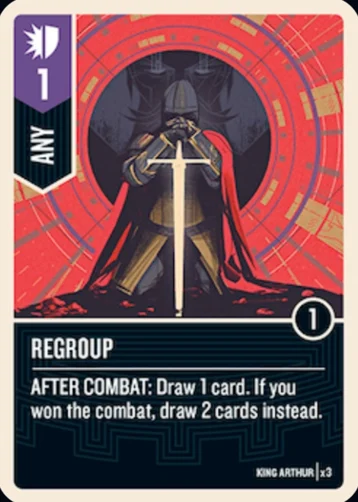 1
ANY
1
REGROUP
AFTER COMBAT: Draw 1 card. If you
won the combat, draw 2 cards instead.
KING ARTHUR | x3